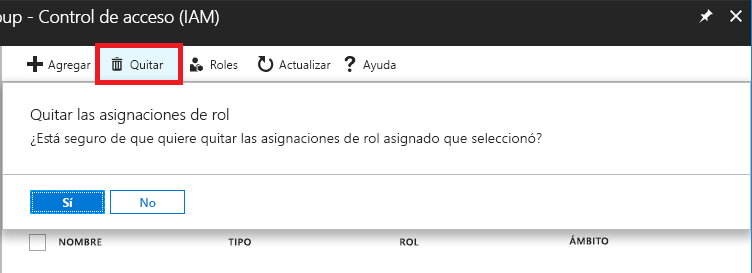 oup - Control de acceso (IAM)
Agregar Quitar Roles Actualizar ? Ayuda
Quitar las asignaciones de rol
¿Está seguro de que quiere quitar las asignaciones de rol asignado que seleccionó?
Sí No
NOMBRE TIPO ROL ÁMBITO